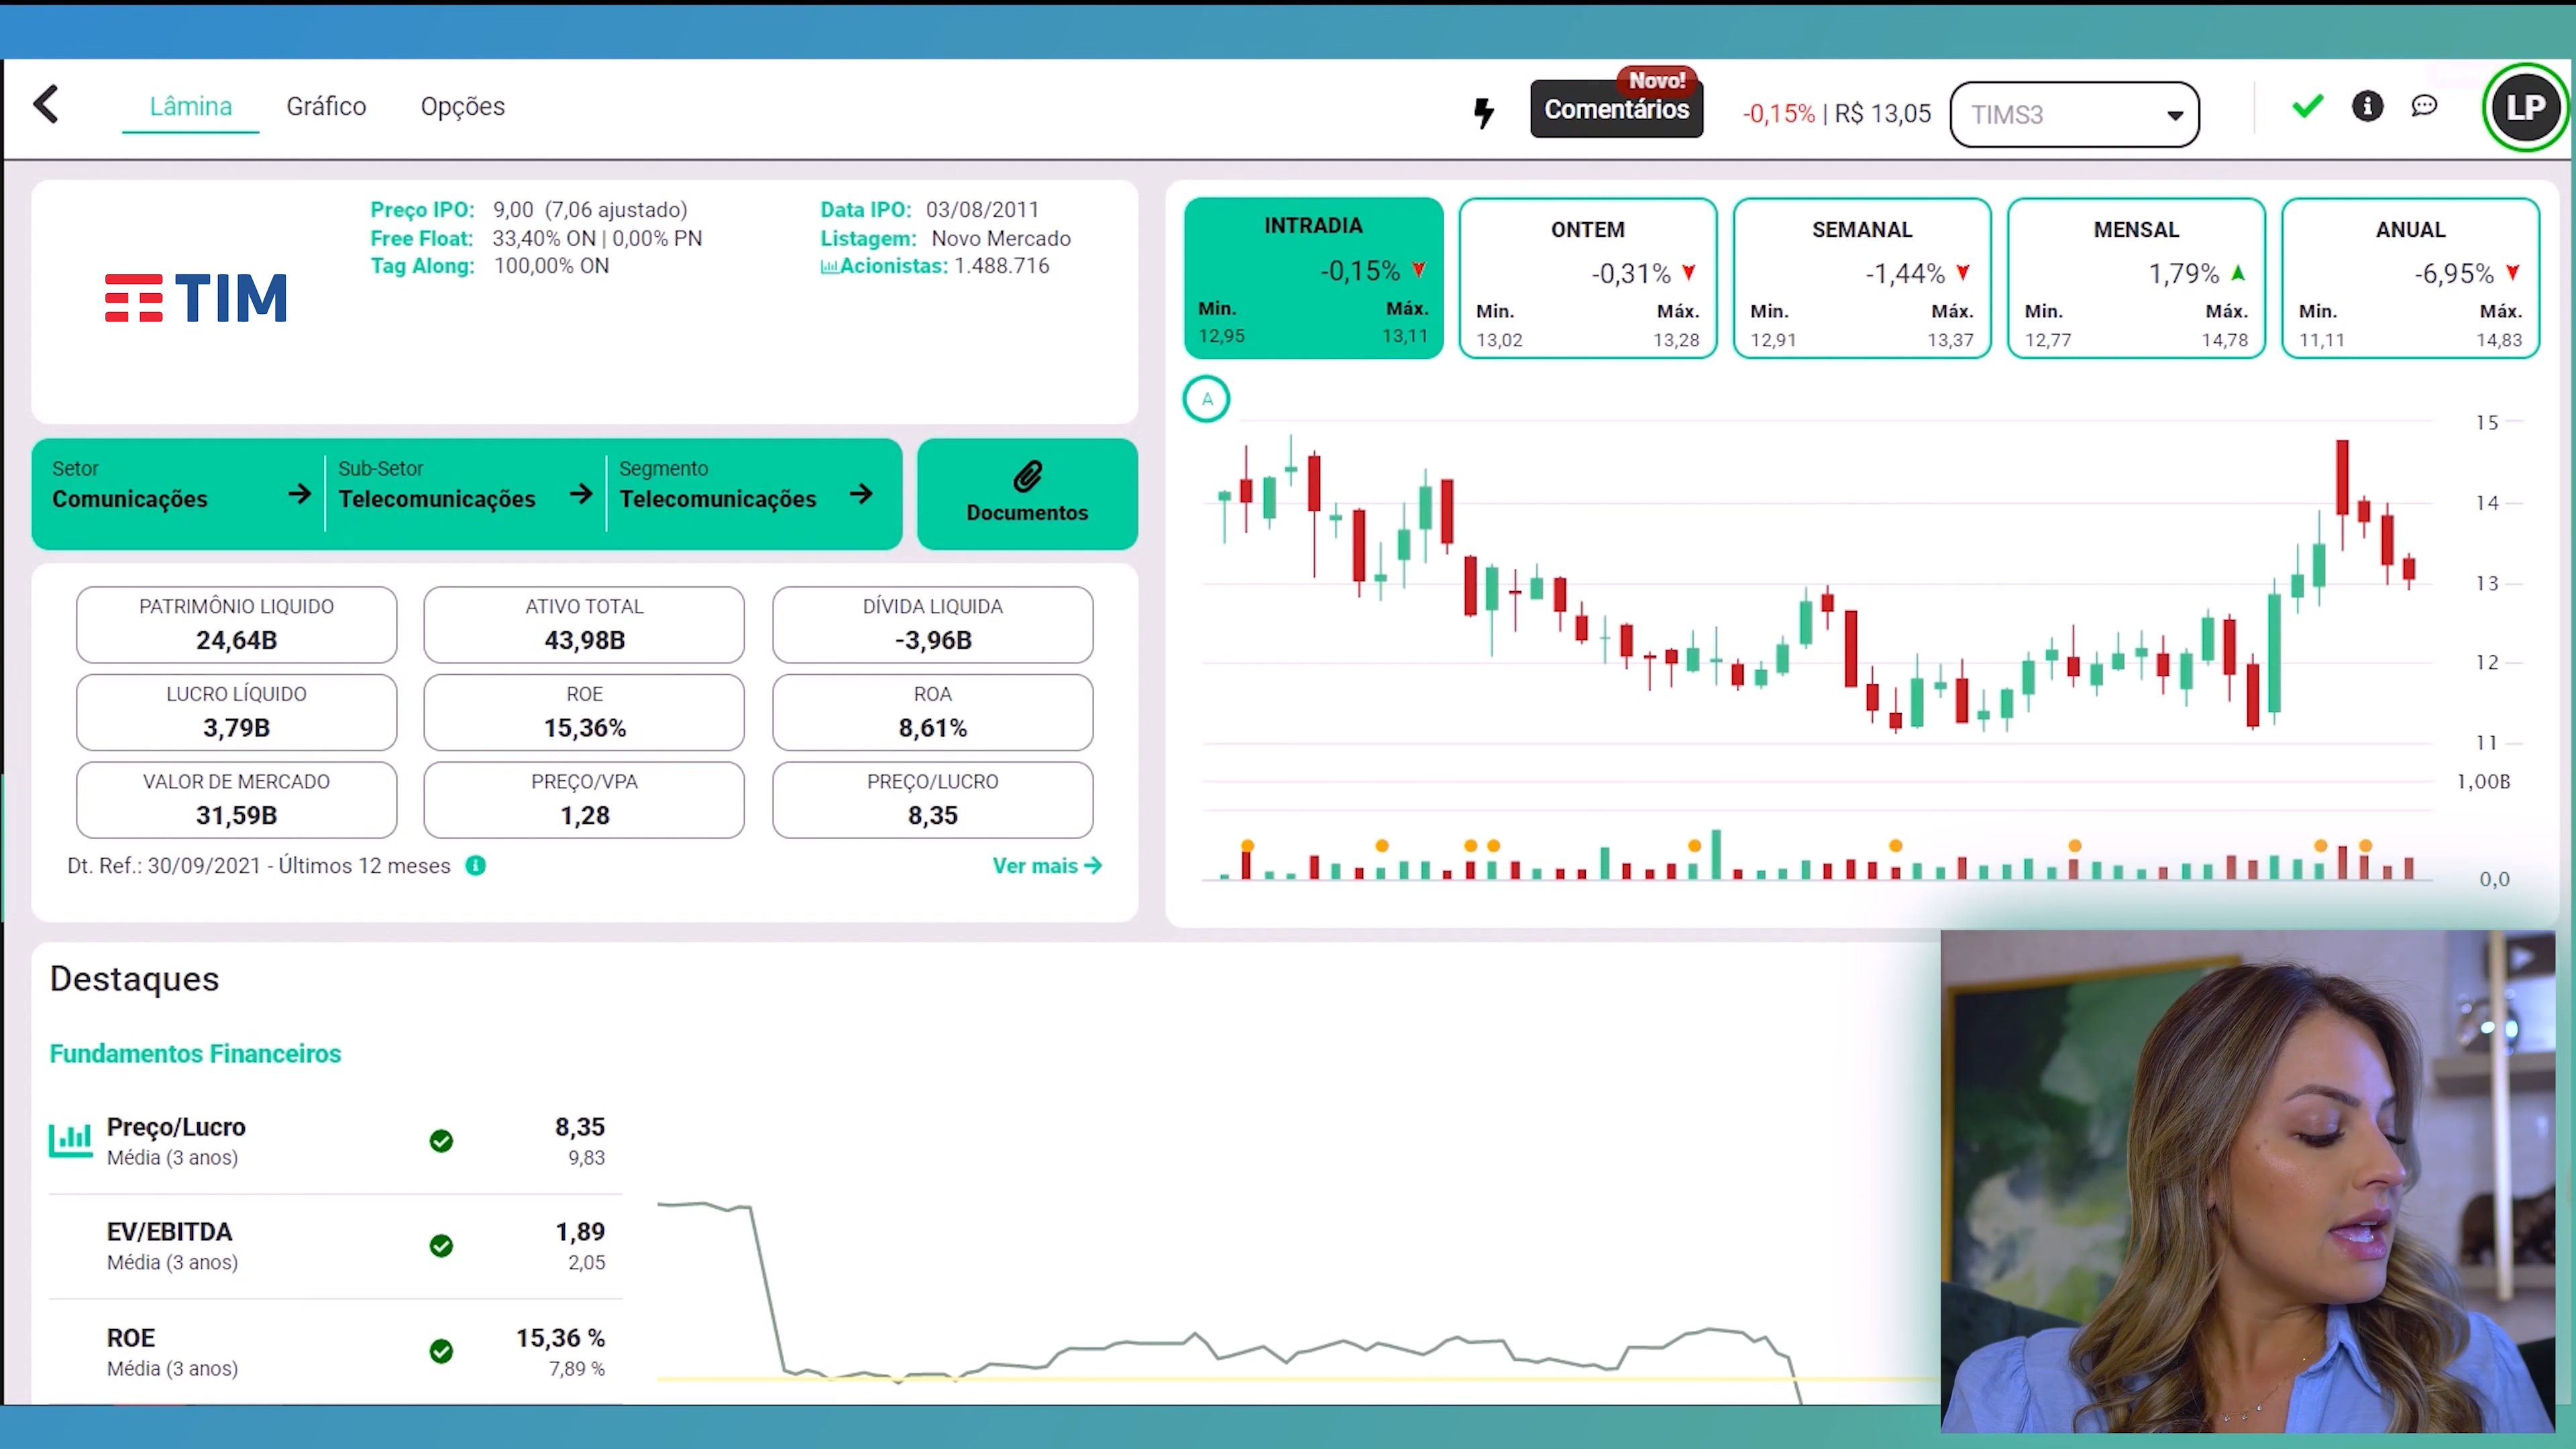 Lâmina
Gráfico
Opções
Novo!
Comentários
-0,15% | R$ 13,05
TIMS3
LP
TIM
Preço IPO: 9,00 (7,06 ajustado)
Free Float: 33,40% ON | 0,00% PN
Tag Along: 100,00% ON
Data IPO: 03/08/2011
Listagem: Novo Mercado
Acionistas: 1.488.716
INTRADIA
-0,15%
Min. Máx.
12,95 13,11
ONTEM
-0,31%
Min. Máx.
13,02 13,28
SEMANAL
-1,44%
Min. Máx.
12,91 13,37
MENSAL
1,79%
Min. Máx.
12,77 14,78
ANUAL
-6,95%
Min. Máx.
11,11 14,83
A
15
14
13
12
11
1,00B
0,0
Setor
Comunicações
Sub-Setor
Telecomunicações
Segmento
Telecomunicações
Documentos
PATRIMÔNIO LIQUIDO
24,64B
ATIVO TOTAL
43,98B
DÍVIDA LIQUIDA
-3,96B
LUCRO LÍQUIDO
3,79B
ROE
15,36%
ROA
8,61%
VALOR DE MERCADO
31,59B
PREÇO/VPA
1,28
PREÇO/LUCRO
8,35
Dt. Ref.: 30/09/2021 - Últimos 12 meses
Ver mais
Destaques
Fundamentos Financeiros
Preço/Lucro 8,35
Média (3 anos) 9,83
EV/EBITDA 1,89
Média (3 anos) 2,05
ROE 15,36 %
Média (3 anos) 7,89 %